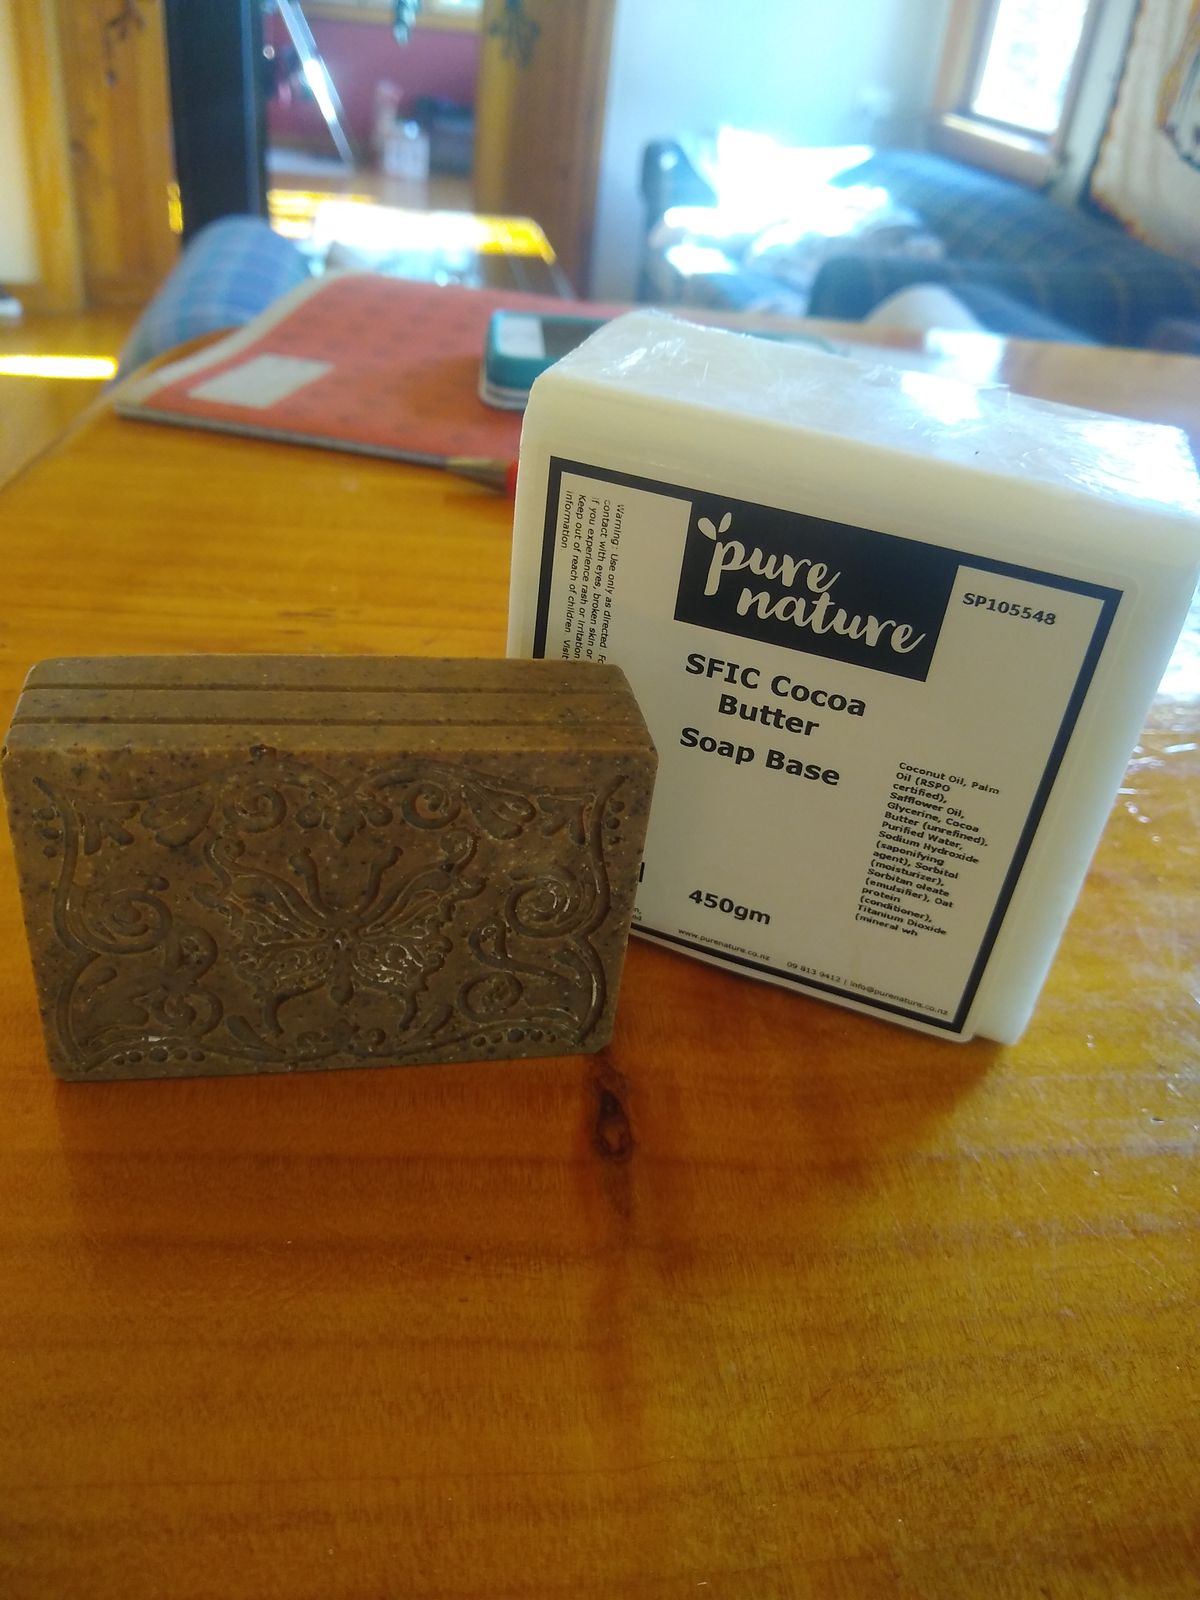 pure
nature
SP105548
SFIC Cocoa
Butter
Soap Base
450gm
Warning: Use only as directed.
contact with eyes, broken skin or
if you experience rash or irritation
Keep out of reach of children. Visit
information
Coconut Oil, Palm
Oil (RSPO
certified),
Safflower Oil,
Glycerine, Cocoa
Butter (unrefined),
Purified Water,
Sodium Hydroxide
(saponifying
agent), Sorbitol
(moisturizer),
Sorbitan oleate
(emulsifier), Oat
protein
(conditioner),
Titanium Dioxide
(mineral wh
www.purenature.co.nz 09 813 9412 | info@purenature.co.nz